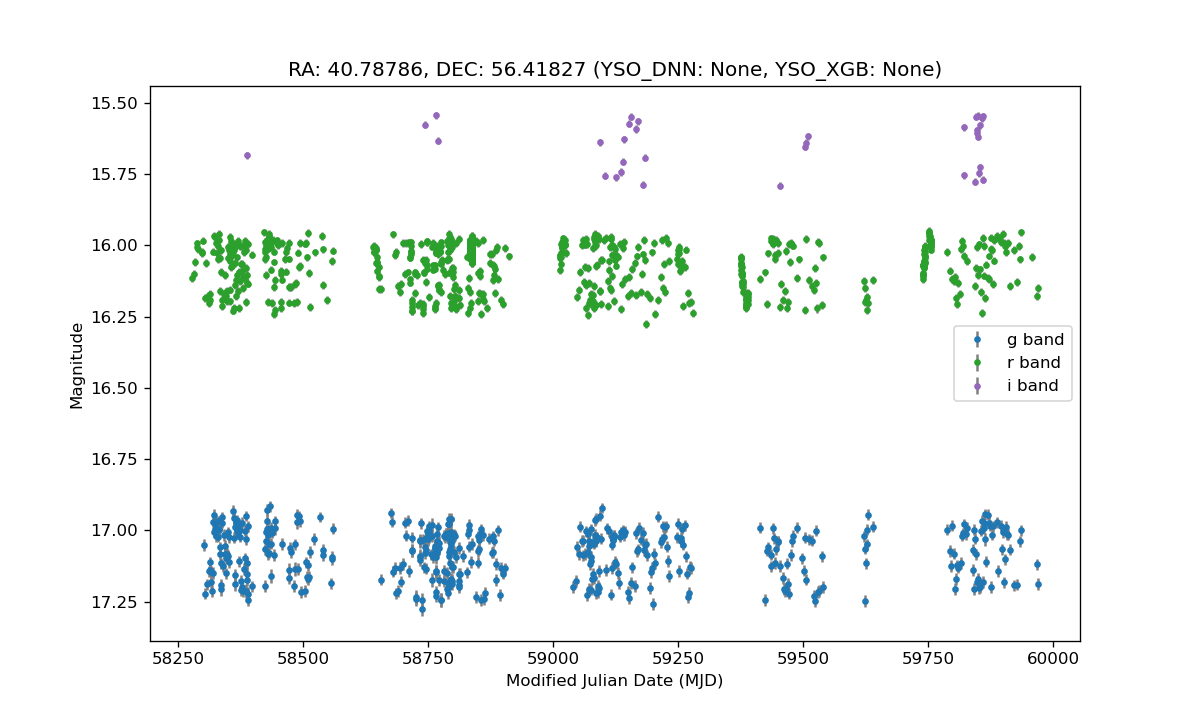 RA: 40.78786, DEC: 56.41827 (YSO_DNN: None, YSO_XGB: None)
Magnitude
15.50
15.75
16.00
16.25
16.50
16.75
17.00
17.25
g band
r band
i band
58250 58500 58750 59000 59250 59500 59750 60000
Modified Julian Date (MJD)